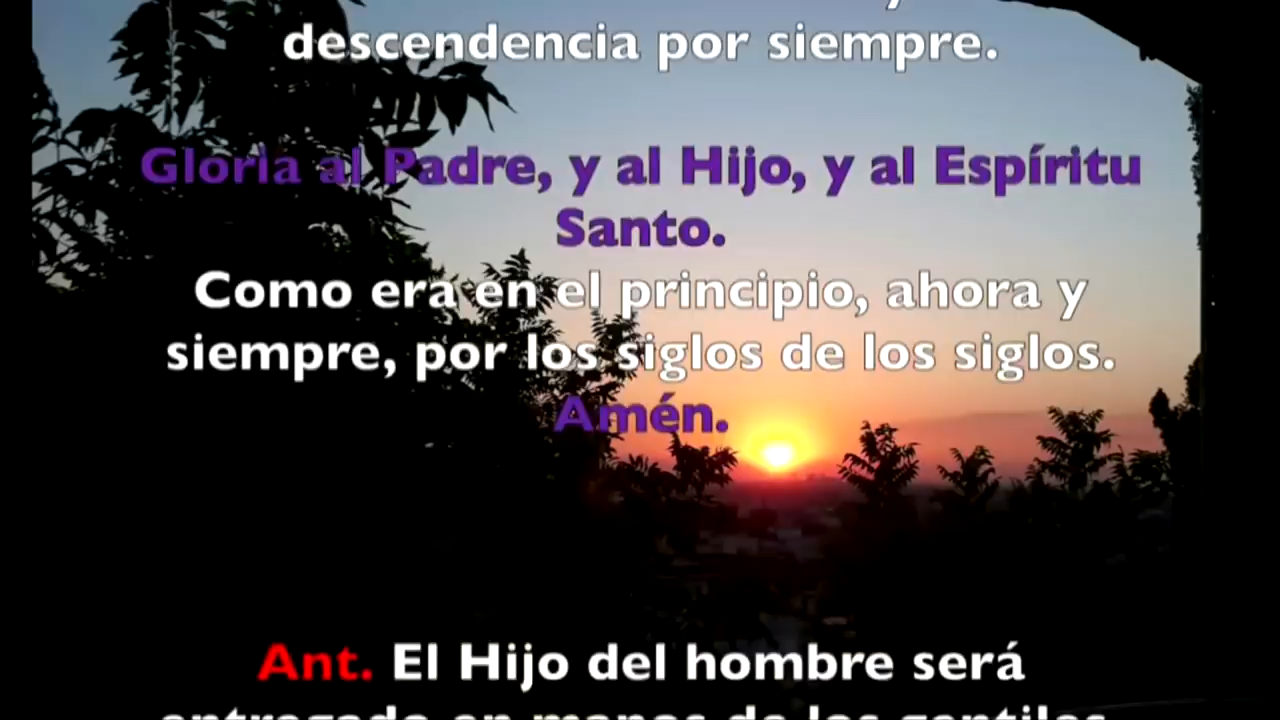 descendencia por siempre.
Gloria al Padre, y al Hijo, y al Espíritu
Santo.
Como era en el principio, ahora y
siempre, por los siglos de los siglos.
Amén.
Ant. El Hijo del hombre será
entregado en manos de los gentiles